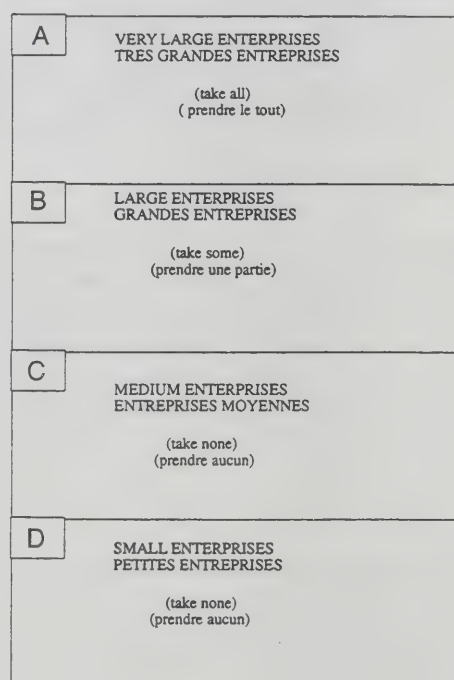 A
VERY LARGE ENTERPRISES
TRES GRANDES ENTREPRISES
(take all)
( prendre le tout)
B
LARGE ENTERPRISES
GRANDES ENTREPRISES
(take some)
(prendre une partie)
C
MEDIUM ENTERPRISES
ENTREPRISES MOYENNES
(take none)
(prendre aucun)
D
SMALL ENTERPRISES
PETITES ENTREPRISES
(take none)
(prendre aucun)